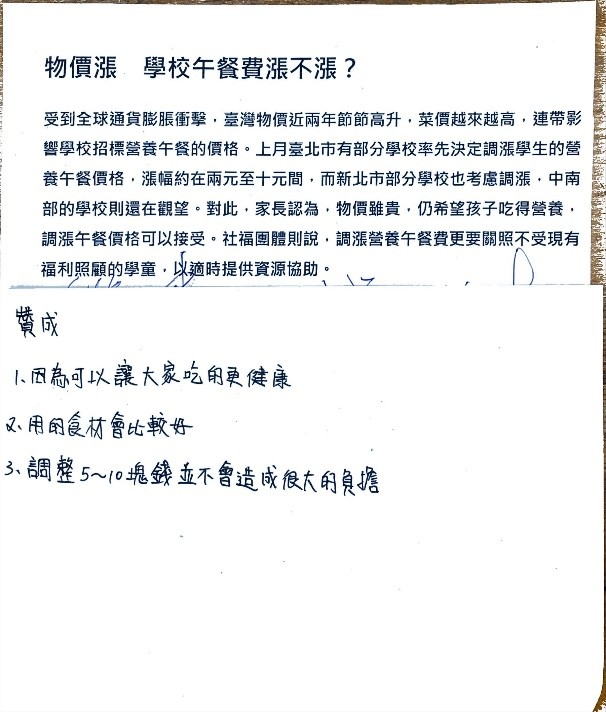 物價漲　學校午餐費漲不漲？
受到全球通貨膨脹衝擊，臺灣物價近兩年節節高升，菜價越來越高，連帶影
響學校招標營養午餐的價格。上月臺北市有部分學校率先決定調漲學生的營
養午餐價格，漲幅約在兩元至十元間，而新北市部分學校也考慮調漲，中南
部的學校則還在觀望。對此，家長認為，物價雖貴，仍希望孩子吃得營養，
調漲午餐價格可以接受。社福團體則說，調漲營養午餐費更要關照不受現有
福利照顧的學童，以適時提供資源協助。
贊成
1.因為可以讓大家吃的更健康
2.用的食材會比較好
3.調整5~10塊錢並不會造成很大的負擔